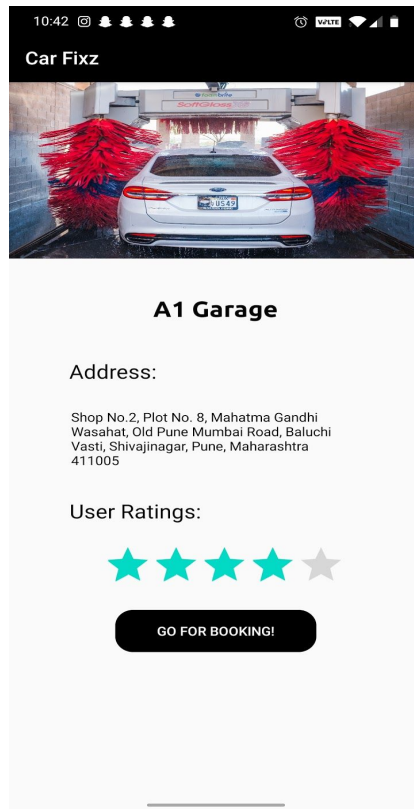 10:42
VoLTE
Car Fixz
SoftGloss
A1 Garage
Address:
Shop No.2, Plot No. 8, Mahatma Gandhi
Wasahat, Old Pune Mumbai Road, Baluchi
Vasti, Shivajinagar, Pune, Maharashtra
411005
User Ratings:
GO FOR BOOKING!